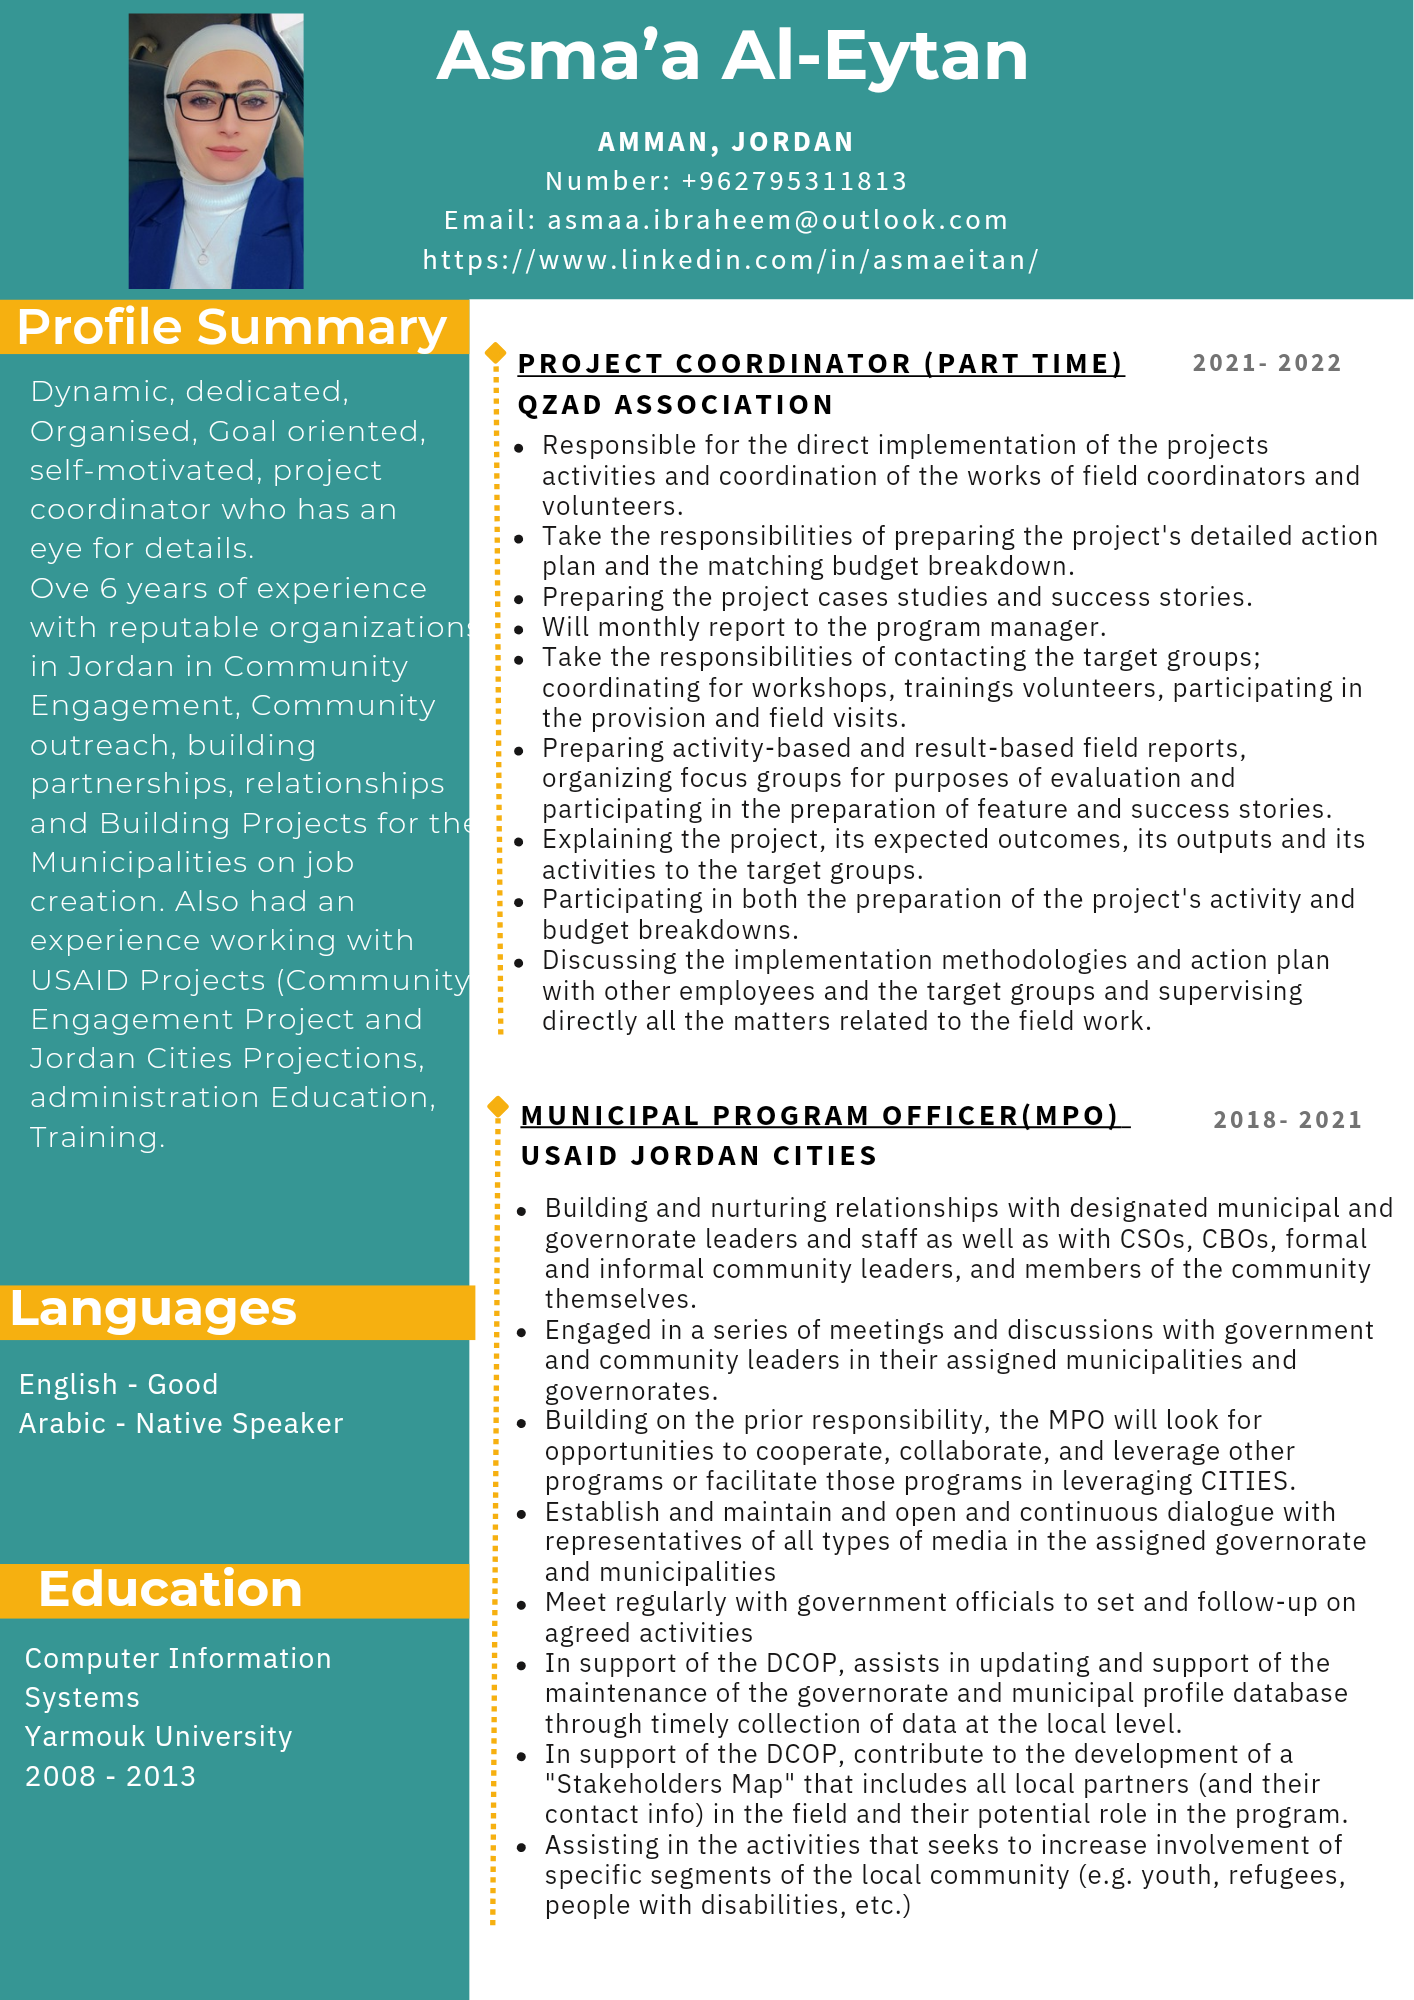 Asma’a Al-Eytan
AMMAN, JORDAN
Number: +962795311813
Email: asmaa.ibraheem@outlook.com
https://www.linkedin.com/in/asmaeitan/
Profile Summary
Dynamic, dedicated,
Organised, Goal oriented,
self-motivated, project
coordinator who has an
eye for details.
Ove 6 years of experience
with reputable organizations
in Jordan in Community
Engagement, Community
outreach, building
partnerships, relationships
and Building Projects for the
Municipalities on job
creation. Also had an
experience working with
USAID Projects (Community
Engagement Project and
Jordan Cities Projections,
administration Education,
Training.
Languages
English - Good
Arabic - Native Speaker
Education
Computer Information
Systems
Yarmouk University
2008 - 2013
PROJECT COORDINATOR (PART TIME) 2021- 2022
QZAD ASSOCIATION
• Responsible for the direct implementation of the projects
activities and coordination of the works of field coordinators and
volunteers.
• Take the responsibilities of preparing the project's detailed action
plan and the matching budget breakdown.
• Preparing the project cases studies and success stories.
• Will monthly report to the program manager.
• Take the responsibilities of contacting the target groups;
coordinating for workshops, trainings volunteers, participating in
the provision and field visits.
• Preparing activity-based and result-based field reports,
organizing focus groups for purposes of evaluation and
participating in the preparation of feature and success stories.
• Explaining the project, its expected outcomes, its outputs and its
activities to the target groups.
• Participating in both the preparation of the project's activity and
budget breakdowns.
• Discussing the implementation methodologies and action plan
with other employees and the target groups and supervising
directly all the matters related to the field work.
MUNICIPAL PROGRAM OFFICER(MPO) 2018- 2021
USAID JORDAN CITIES
• Building and nurturing relationships with designated municipal and
governorate leaders and staff as well as with CSOs, CBOs, formal
and informal community leaders, and members of the community
themselves.
• Engaged in a series of meetings and discussions with government
and community leaders in their assigned municipalities and
governorates.
• Building on the prior responsibility, the MPO will look for
opportunities to cooperate, collaborate, and leverage other
programs or facilitate those programs in leveraging CITIES.
• Establish and maintain and open and continuous dialogue with
representatives of all types of media in the assigned governorate
and municipalities
• Meet regularly with government officials to set and follow-up on
agreed activities
• In support of the DCOP, assists in updating and support of the
maintenance of the governorate and municipal profile database
through timely collection of data at the local level.
• In support of the DCOP, contribute to the development of a
"Stakeholders Map" that includes all local partners (and their
contact info) in the field and their potential role in the program.
• Assisting in the activities that seeks to increase involvement of
specific segments of the local community (e.g. youth, refugees,
people with disabilities, etc.)